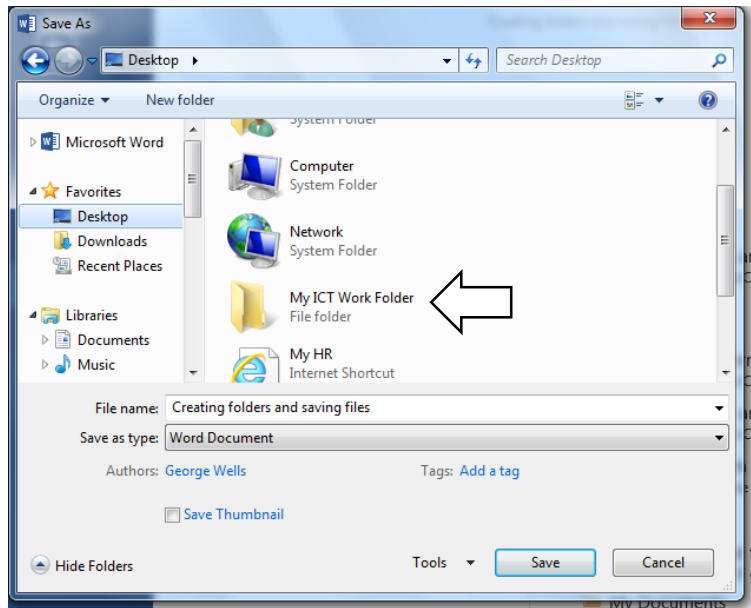 Save As
Desktop
Search Desktop
Organize
New folder
System Folder
Microsoft Word
Computer
System Folder
Favorites
Desktop
Network
Downloads
System Folder
Recent Places
My ICT Work Folder
Libraries
File folder
Documents
My HR
Music
Internet Shortcut
File name: Creating folders and saving files
Save as type: Word Document
Authors: George Wells Tags: Add a tag
Save Thumbnail
Hide Folders Tools Save Cancel
My Documents